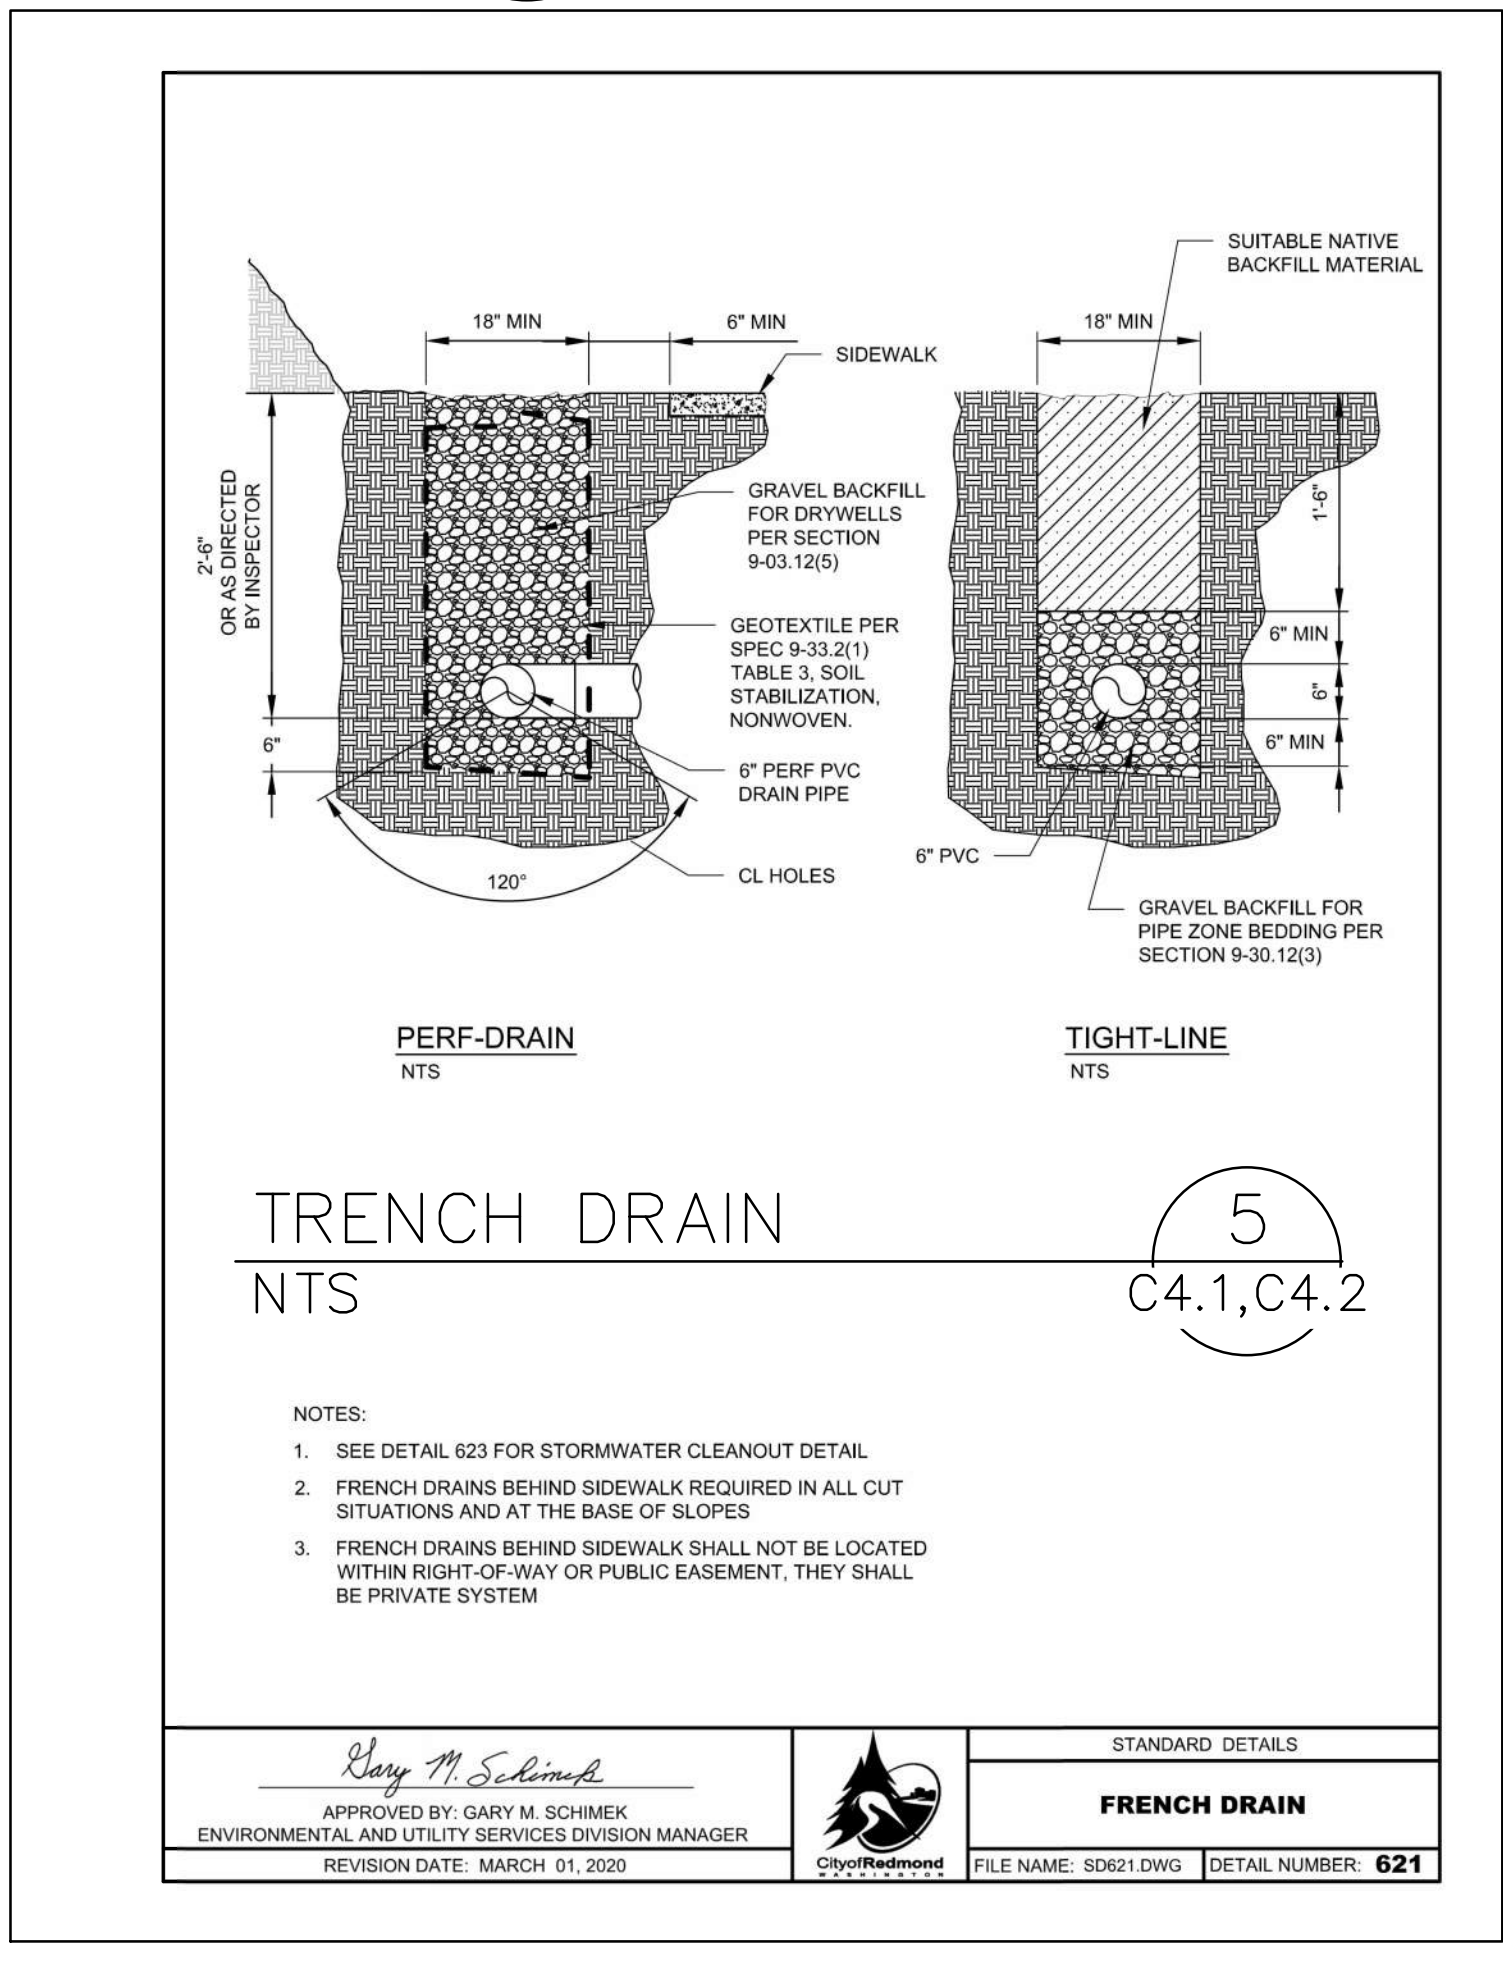 SUITABLE NATIVE
BACKFILL MATERIAL
18" MIN
6" MIN
18" MIN
SIDEWALK
2'-6"
OR AS DIRECTED
BY INSPECTOR
GRAVEL BACKFILL
FOR DRYWELLS
PER SECTION
9-03.12(5)
1'-6"
GEOTEXTILE PER
SPEC 9-33.2(1)
TABLE 3, SOIL
STABILIZATION,
NONWOVEN.
6" MIN
6"
6"
6" MIN
6" PERF PVC
DRAIN PIPE
6" PVC
120°
CL HOLES
GRAVEL BACKFILL FOR
PIPE ZONE BEDDING PER
SECTION 9-30.12(3)
PERF-DRAIN
NTS
TIGHT-LINE
NTS
TRENCH DRAIN
NTS
5
C4.1,C4.2
NOTES:
1. SEE DETAIL 623 FOR STORMWATER CLEANOUT DETAIL
2. FRENCH DRAINS BEHIND SIDEWALK REQUIRED IN ALL CUT
SITUATIONS AND AT THE BASE OF SLOPES
3. FRENCH DRAINS BEHIND SIDEWALK SHALL NOT BE LOCATED
WITHIN RIGHT-OF-WAY OR PUBLIC EASEMENT, THEY SHALL
BE PRIVATE SYSTEM
Gary M. Schimek
APPROVED BY: GARY M. SCHIMEK
ENVIRONMENTAL AND UTILITY SERVICES DIVISION MANAGER
REVISION DATE: MARCH 01, 2020
CityofRedmond
WASHINGTON
STANDARD DETAILS
FRENCH DRAIN
FILE NAME: SD621.DWG
DETAIL NUMBER: 621